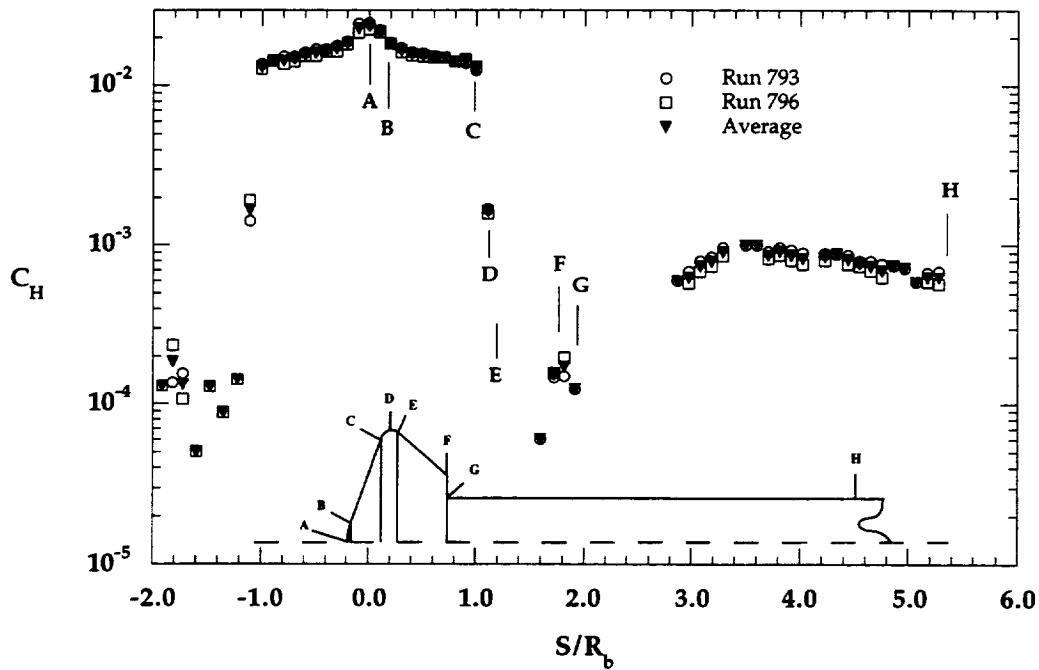 10⁻²
10⁻³
10⁻⁴
10⁻⁵
C_H
○ Run 793
□ Run 796
▼ Average
A
B
C
H
D
F
G
E
D
C
E
F
G
H
B
A
-2.0 -1.0 0.0 1.0 2.0 3.0 4.0 5.0 6.0
S/R_b